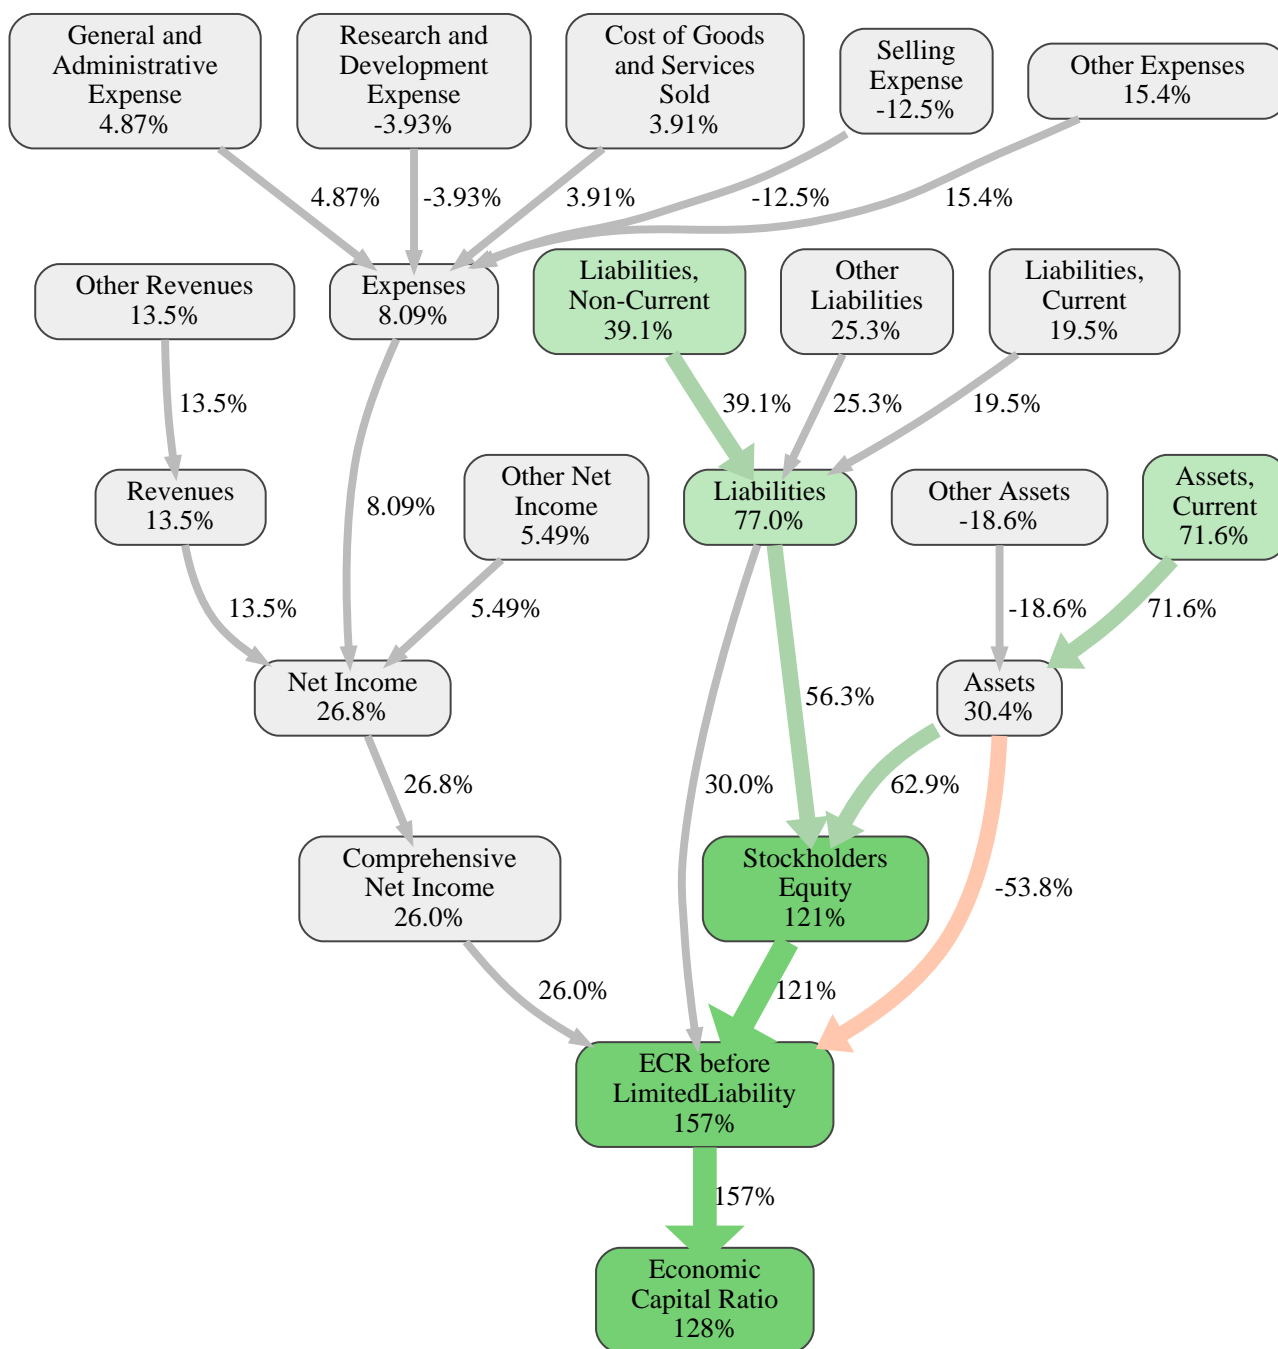 General and
Administrative
Expense
4.87%
Research and
Development
Expense
-3.93%
Cost of Goods
and Services
Sold
3.91%
Selling
Expense
-12.5%
Other Expenses
15.4%
4.87%
-3.93%
3.91%
-12.5%
15.4%
Other Revenues
13.5%
Expenses
8.09%
Liabilities,
Non-Current
39.1%
Other
Liabilities
25.3%
Liabilities,
Current
19.5%
13.5%
39.1%
25.3%
19.5%
Revenues
13.5%
8.09%
Other Net
Income
5.49%
Liabilities
77.0%
Other Assets
-18.6%
Assets,
Current
71.6%
13.5%
5.49%
-18.6%
71.6%
Net Income
26.8%
56.3%
Assets
30.4%
26.8%
30.0%
62.9%
Comprehensive
Net Income
26.0%
Stockholders
Equity
121%
-53.8%
26.0%
121%
ECR before
LimitedLiability
157%
157%
Economic
Capital Ratio
128%